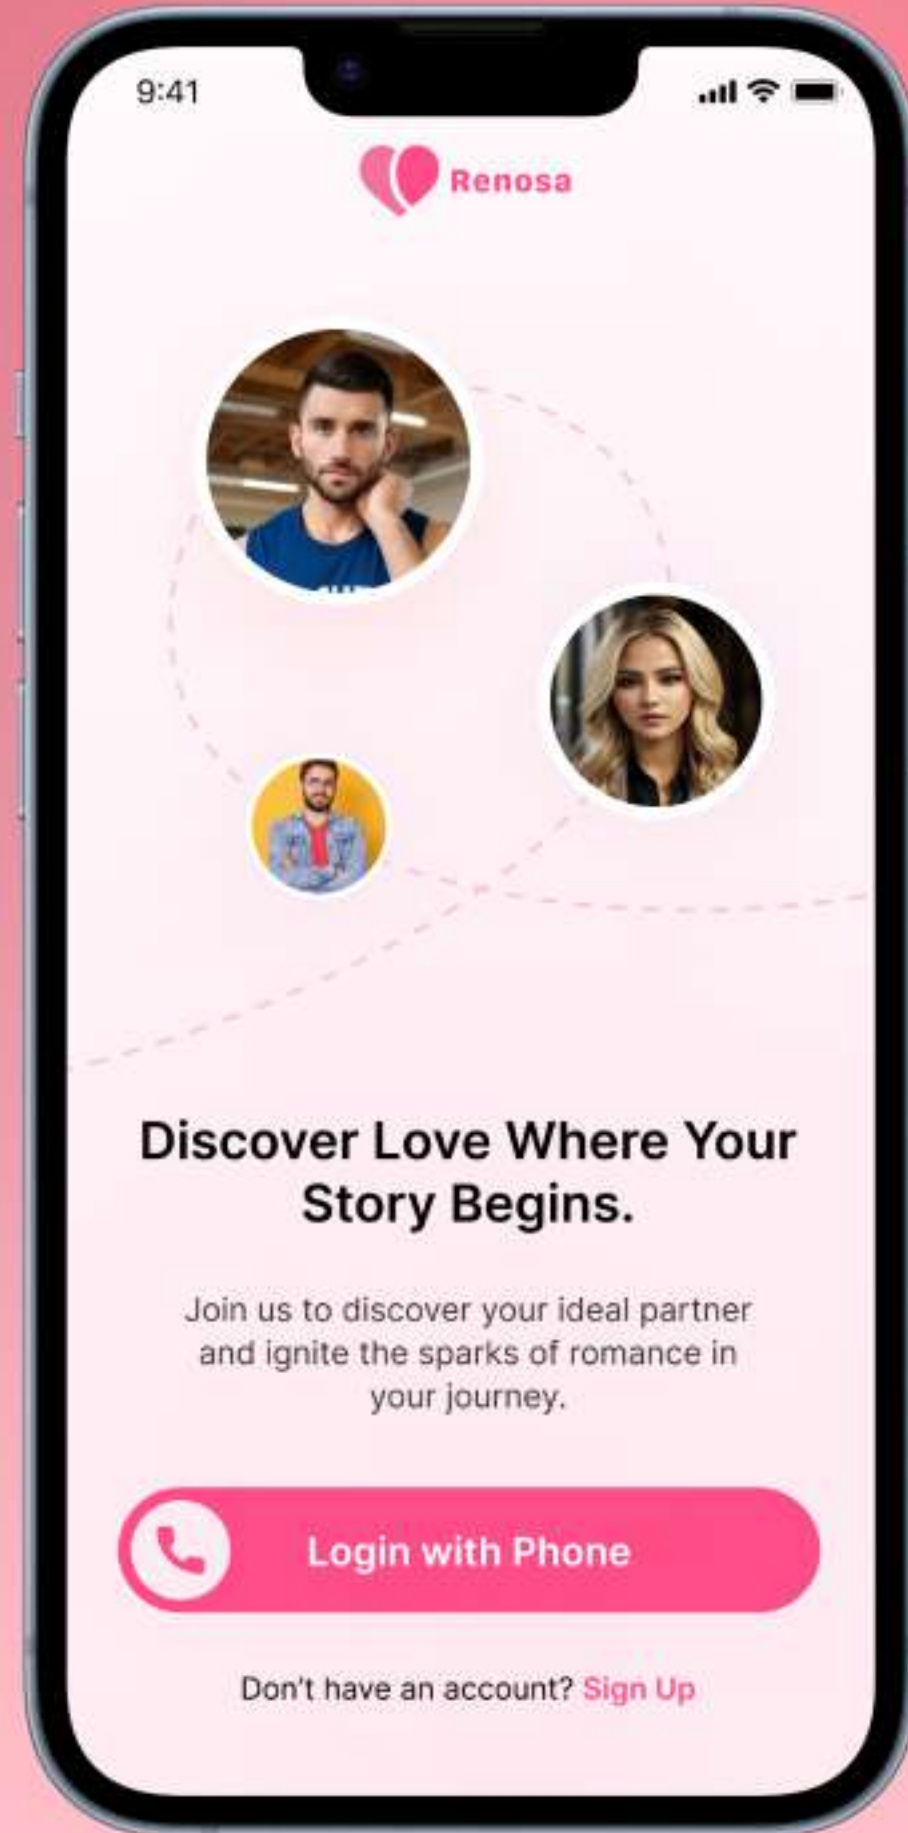 9:41
Renosa
Discover Love Where Your
Story Begins.
Join us to discover your ideal partner
and ignite the sparks of romance in
your journey.
Login with Phone
Don't have an account? Sign Up